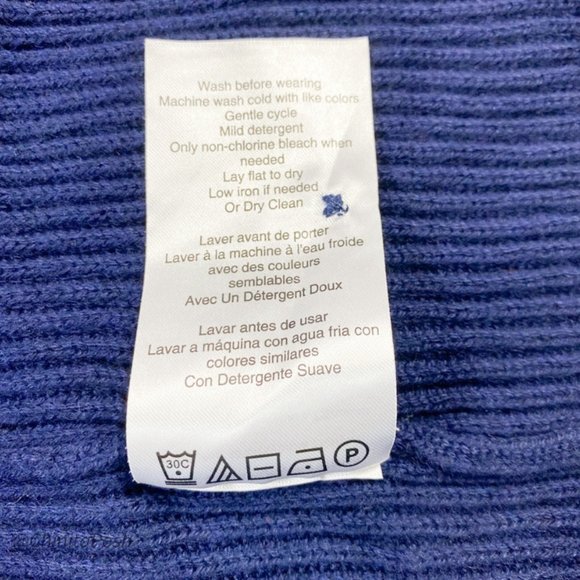 Wash before wearing
Machine wash cold with like colors
Gentle cycle
Mild detergent
Only non-chlorine bleach when
needed
Lay flat to dry
Low iron if needed
Or Dry Clean
Laver avant de porter
Laver à la machine à l'eau froide
avec des couleurs
semblables
Avec Un Détergent Doux
Lavar antes de usar
Lavar a máquina con agua fria con
colores similares
Con Detergente Suave
30C P